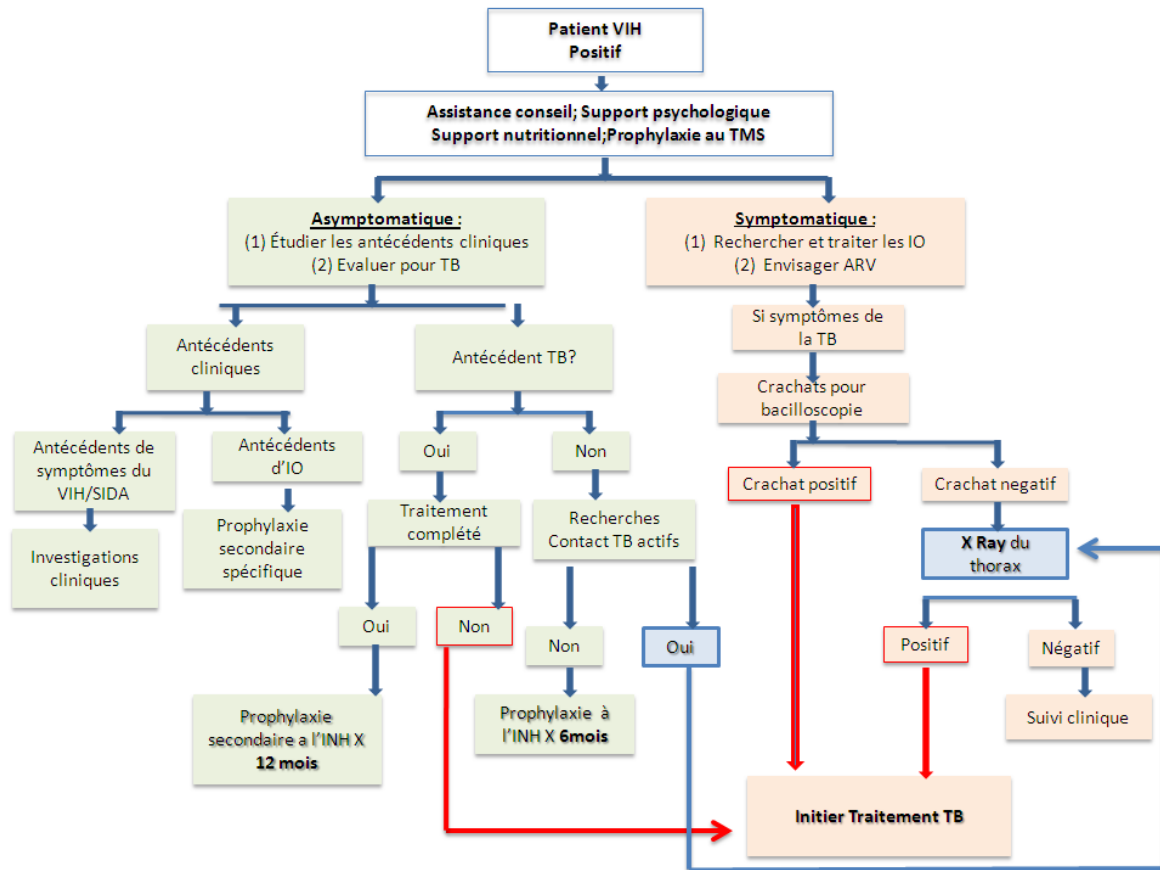 Patient VIH
Positif
Assistance conseil; Support psychologique
Support nutritionnel;Prophylaxie au TMS
Asymptomatique :
(1) Étudier les antécédents cliniques
(2) Evaluer pour TB
Symptomatique :
(1) Rechercher et traiter les IO
(2) Envisager ARV
Si symptômes de
la TB
Antécédents
cliniques
Antécédent TB?
Crachats pour
bacilloscopie
Antécédents de
symptômes du
VIH/SIDA
Antécédents
d'IO
Oui
Non
Crachat positif
Crachat negatif
Investigations
cliniques
Prophylaxie
secondaire
spécifique
Traitement
complété
Recherches
Contact TB actifs
X Ray du
thorax
Oui
Non
Non
Oui
Positif
Négatif
Prophylaxie
secondaire a l'INH X
12 mois
Prophylaxie à
l'INH X 6mois
Suivi clinique
Initier Traitement TB